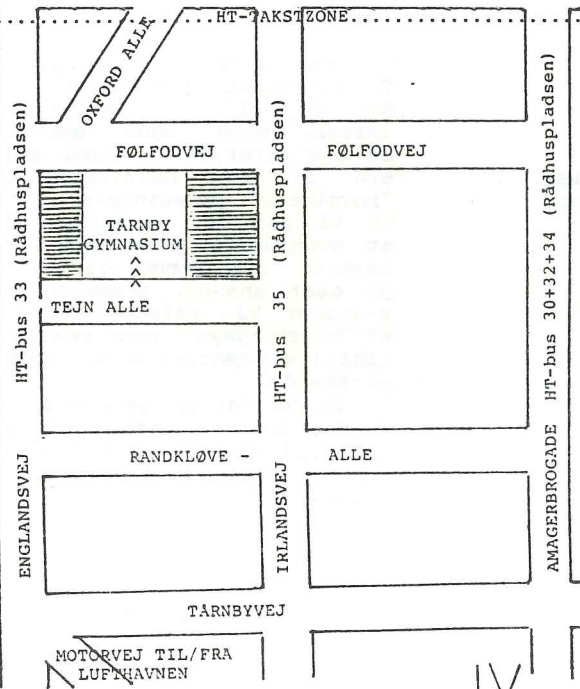 HT-TAKSTZONE
OXFORD ALLE
FØLFODVEJ
FØLFODVEJ
TÅRNBY
GYMNASIUM
TEJN ALLE
RANDKLØVE - ALLE
TÅRNBYVEJ
MOTORVEJ TIL/FRA
LUFTHAVNEN
ENGLANDSVEJ HT-bus 33 (Rådhuspladsen)
IRLANDSVEJ HT-bus 35 (Rådhuspladsen)
AMAGERBROGADE HT-bus 30+32+34 (Rådhuspladsen)